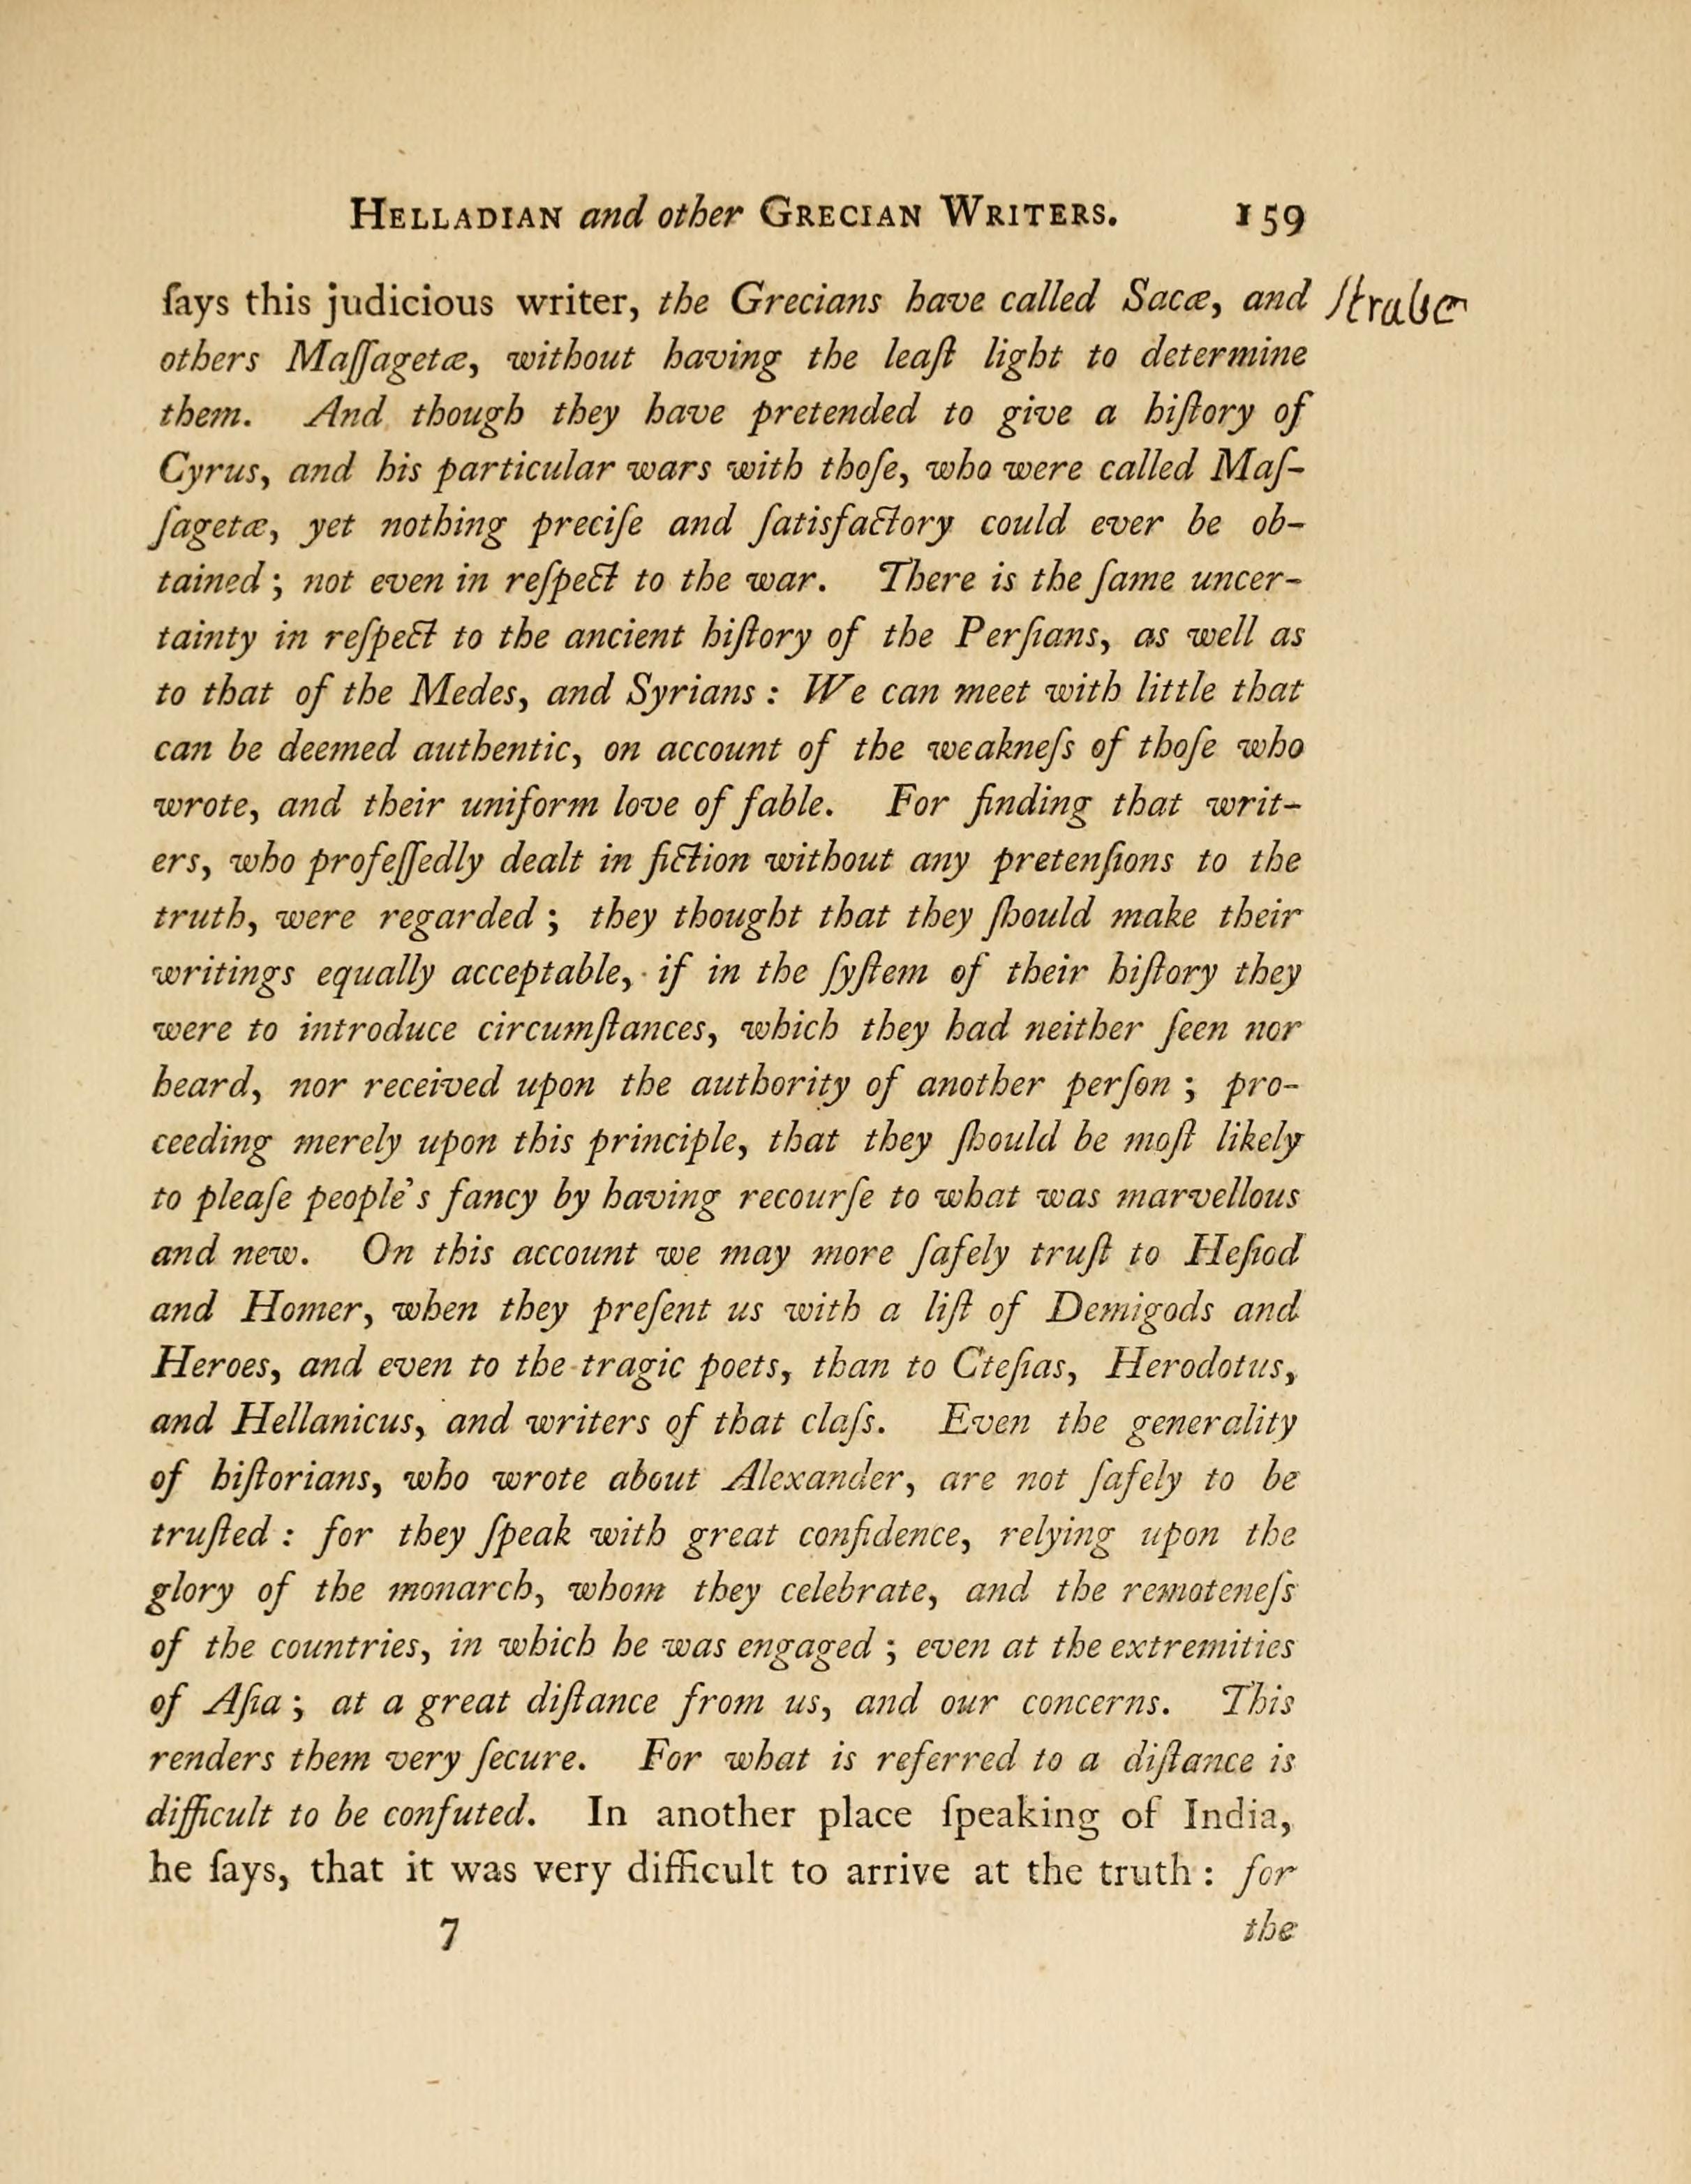 HELLADIAN and other GRECIAN WRITERS. 159
ſays this judicious writer, the Grecians have called Sacæ, and Strabo
others Maſſagetæ, without having the leaſt light to determine
them. And though they have pretended to give a hiſtory of
Cyrus, and his particular wars with thoſe, who were called Maſ-
ſagetæ, yet nothing preciſe and ſatisfactory could ever be ob-
tained; not even in reſpect to the war. There is the ſame uncer-
tainty in reſpect to the ancient hiſtory of the Perſians, as well as
to that of the Medes, and Syrians: We can meet with little that
can be deemed authentic, on account of the weakneſs of thoſe who
wrote, and their uniform love of fable. For finding that writ-
ers, who profeſſedly dealt in fiction without any pretenſions to the
truth, were regarded; they thought that they ſhould make their
writings equally acceptable, if in the ſyſtem of their hiſtory they
were to introduce circumſtances, which they had neither ſeen nor
heard, nor received upon the authority of another perſon; pro-
ceeding merely upon this principle, that they ſhould be moſt likely
to pleaſe people's fancy by having recourſe to what was marvellous
and new. On this account we may more ſafely truſt to Heſiod
and Homer, when they preſent us with a liſt of Demigods and
Heroes, and even to the tragic poets, than to Cteſias, Herodotus,
and Hellanicus, and writers of that claſs. Even the generality
of hiſtorians, who wrote about Alexander, are not ſafely to be
truſted: for they ſpeak with great confidence, relying upon the
glory of the monarch, whom they celebrate, and the remoteneſs
of the countries, in which he was engaged; even at the extremities
of Aſia; at a great diſtance from us, and our concerns. This
renders them very ſecure. For what is referred to a diſtance is
difficult to be confuted. In another place ſpeaking of India,
he ſays, that it was very difficult to arrive at the truth: for
7 the